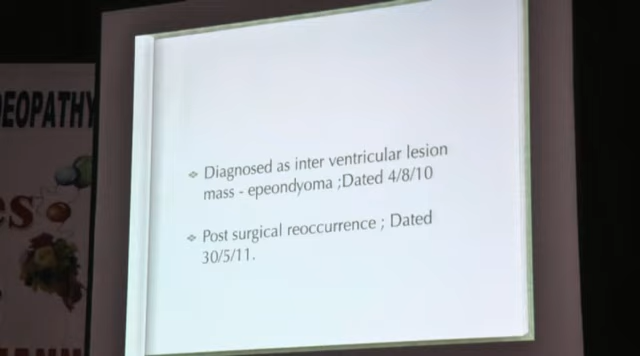 EOPATHY
es
❖ Diagnosed as inter ventricular lesion
mass - epeondyoma ;Dated 4/8/10
❖ Post surgical reoccurrence ; Dated
30/5/11.